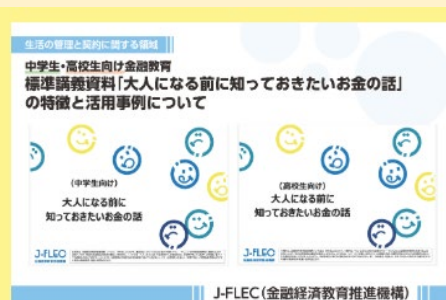 生活の管理と契約に関する領域
中学生・高校生向け金融教育
標準講義資料「大人になる前に知っておきたいお金の話」
の特徴と活用事例について
(中学生向け)
大人になる前に
知っておきたいお金の話
J-FLEC
(高校生向け)
大人になる前に
知っておきたいお金の話
J-FLEC
J-FLEC(金融経済教育推進機構)